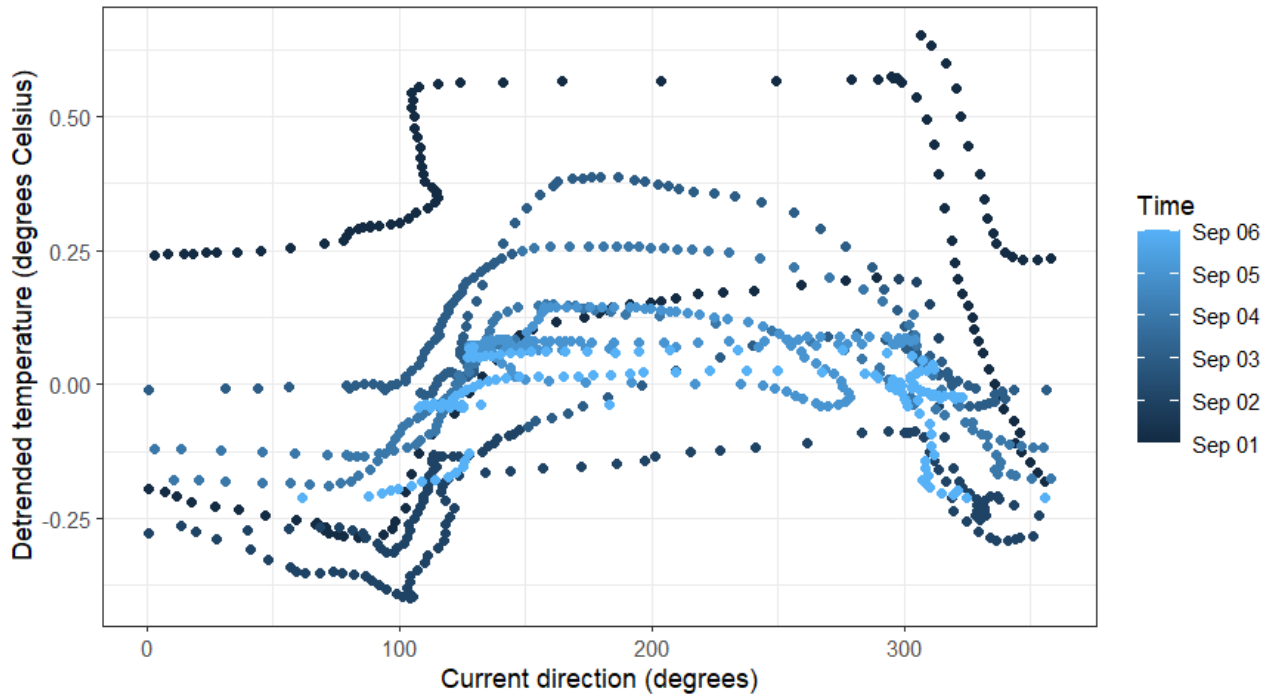 0.50
0.25
0.00
-0.25
Detrended temperature (degrees Celsius)
0
100
200
300
Current direction (degrees)
Time
Sep 06
Sep 05
Sep 04
Sep 03
Sep 02
Sep 01